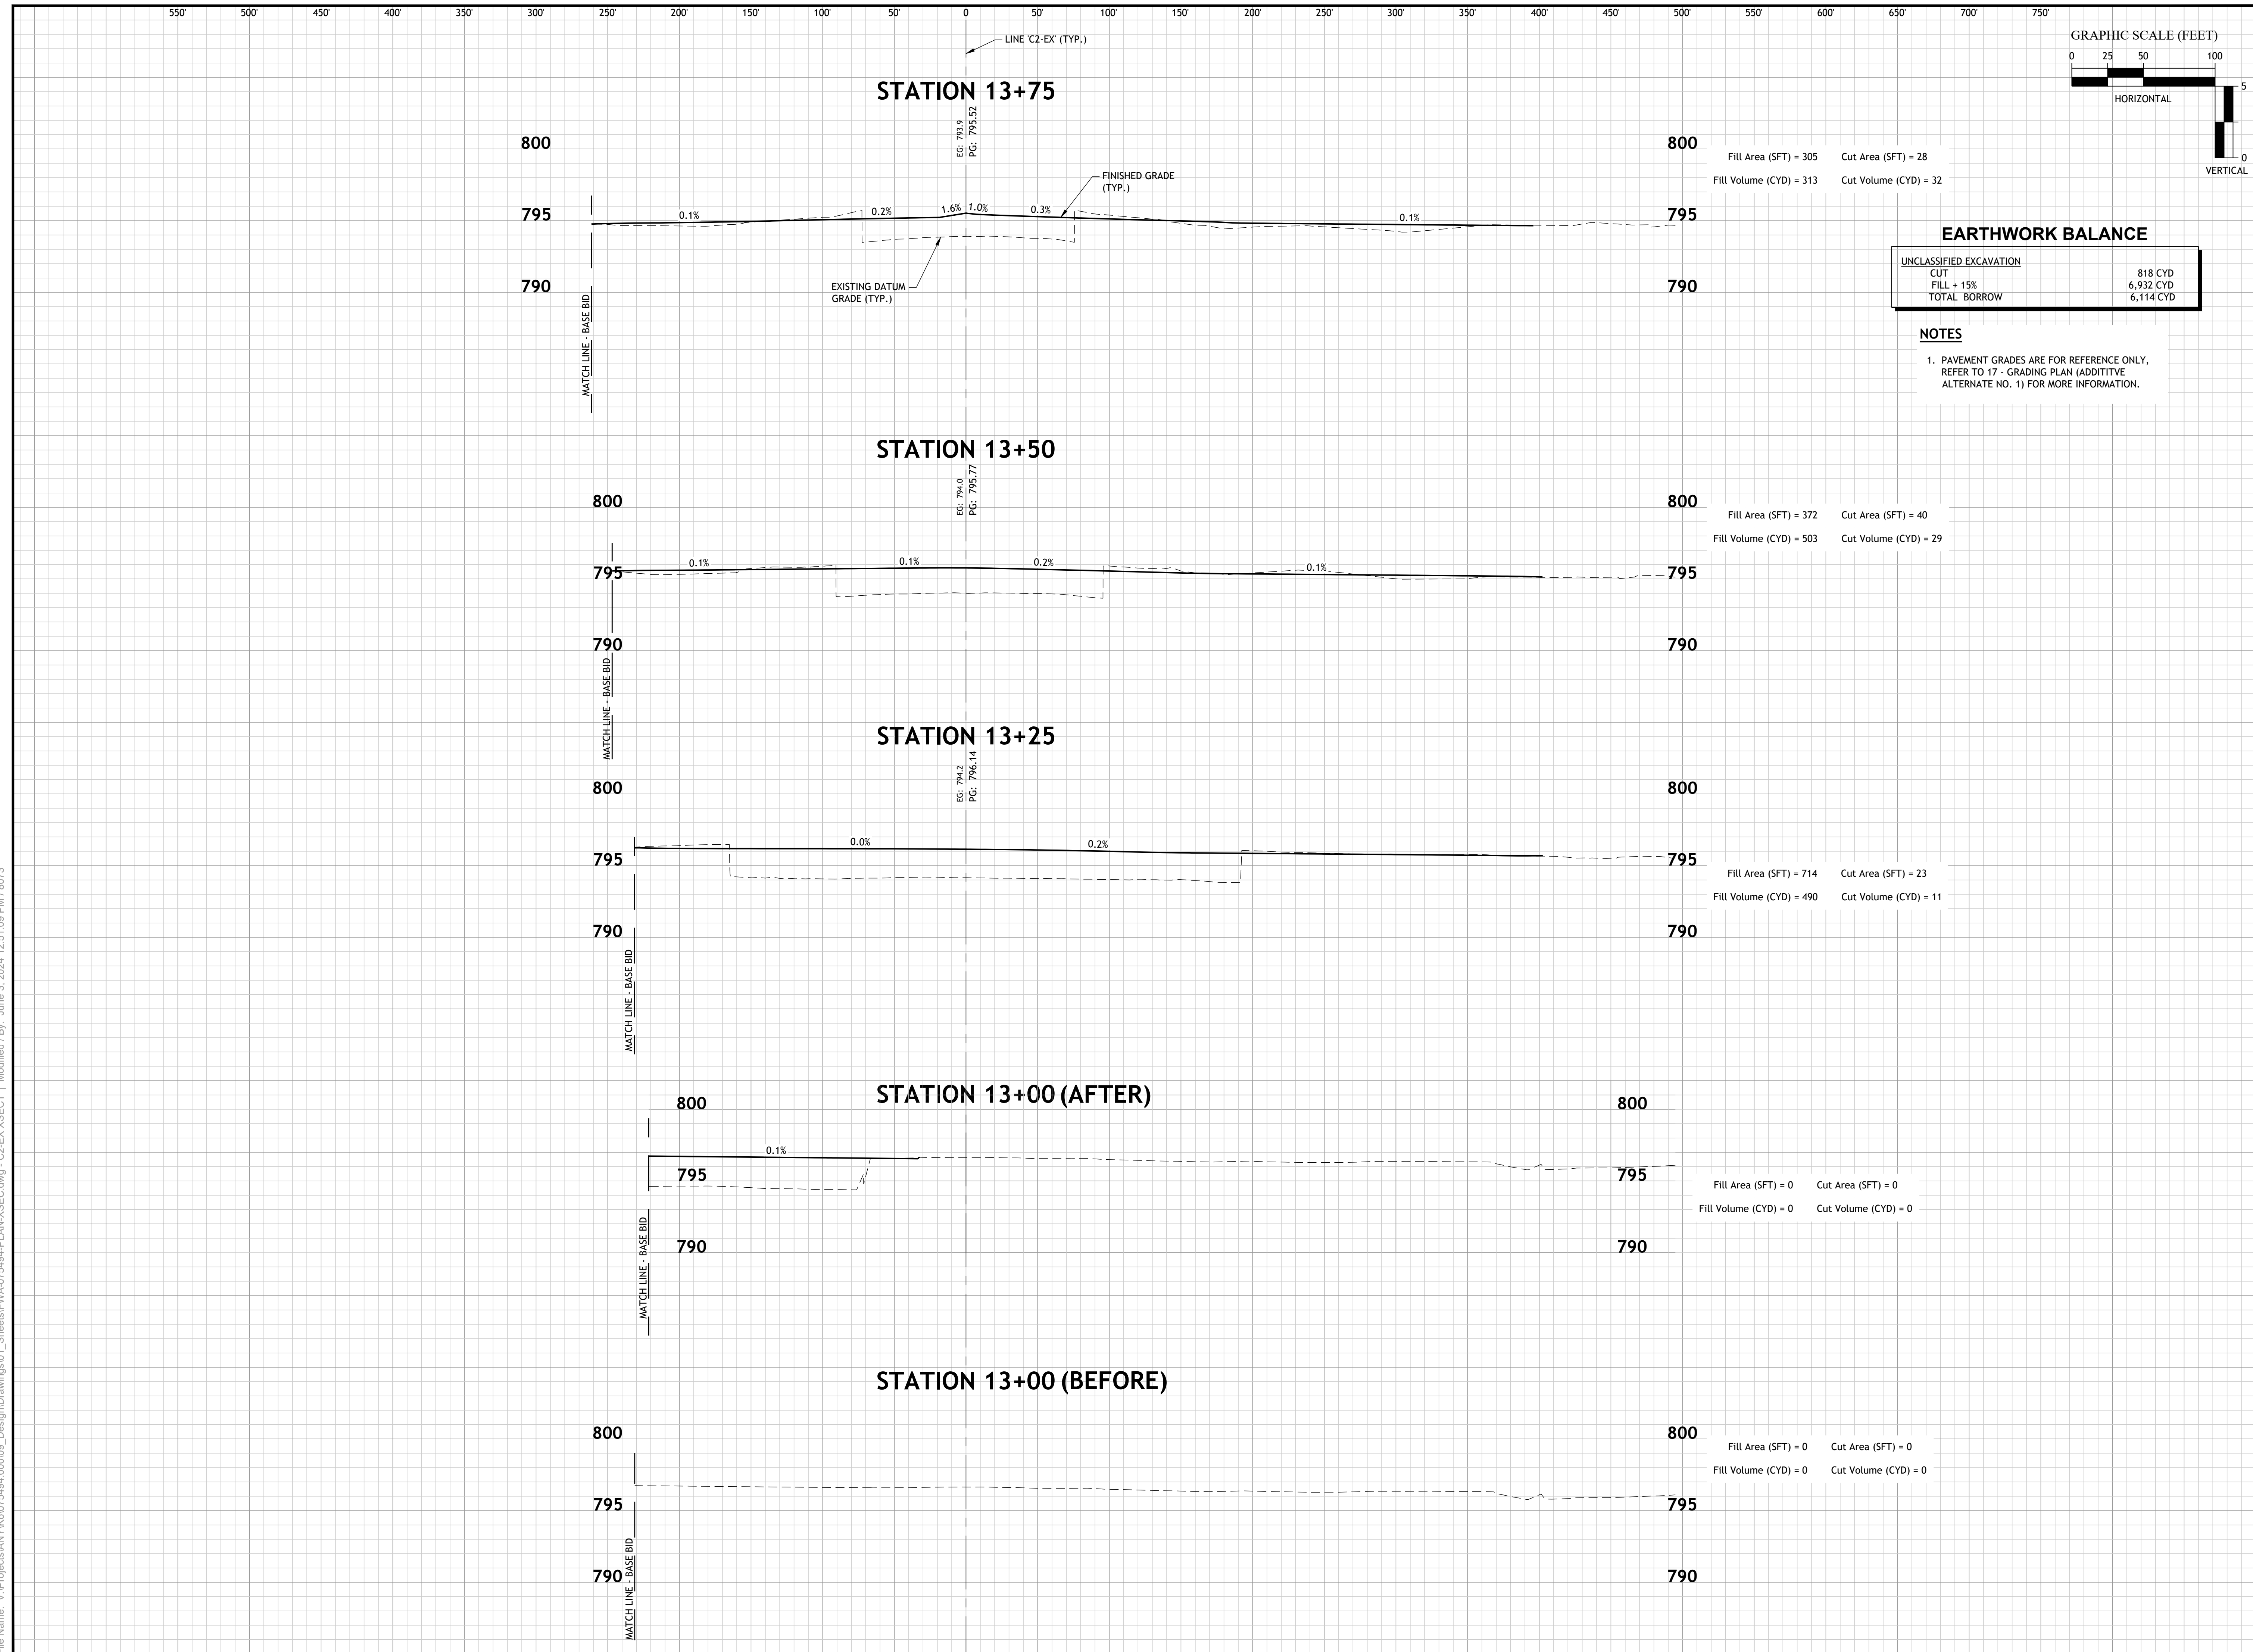 550' 500' 450' 400' 350' 300' 250' 200' 150' 100' 50' 0 50' 100' 150' 200' 250' 300' 350' 400' 450' 500' 550' 600' 650' 700' 750'
LINE 'C2-EX' (TYP.)
GRAPHIC SCALE (FEET)
0 25 50 100
HORIZONTAL
5
0
VERTICAL
STATION 13+75
EG: 793.9
PG: 795.52
800
800
Fill Area (SFT) = 305 Cut Area (SFT) = 28
Fill Volume (CYD) = 313 Cut Volume (CYD) = 32
FINISHED GRADE
(TYP.)
795 0.1% 0.2% 1.6% 1.0% 0.3% 0.1% 795
790
790
EXISTING DATUM
GRADE (TYP.)
MATCH LINE - BASE BID
EARTHWORK BALANCE
UNCLASSIFIED EXCAVATION
CUT 818 CYD
FILL + 15% 6,932 CYD
TOTAL BORROW 6,114 CYD
NOTES
1. PAVEMENT GRADES ARE FOR REFERENCE ONLY,
REFER TO 17 - GRADING PLAN (ADDITITVE
ALTERNATE NO. 1) FOR MORE INFORMATION.
STATION 13+50
EG: 794.0
PG: 795.77
800
800
Fill Area (SFT) = 372 Cut Area (SFT) = 40
Fill Volume (CYD) = 503 Cut Volume (CYD) = 29
795 0.1% 0.1% 0.2% 0.1% 795
790
790
MATCH LINE - BASE BID
STATION 13+25
EG: 794.2
PG: 796.14
800
800
795 0.0% 0.2% 795
Fill Area (SFT) = 714 Cut Area (SFT) = 23
Fill Volume (CYD) = 490 Cut Volume (CYD) = 11
790
790
MATCH LINE - BASE BID
STATION 13+00 (AFTER)
800
800
0.1%
795
795
Fill Area (SFT) = 0 Cut Area (SFT) = 0
Fill Volume (CYD) = 0 Cut Volume (CYD) = 0
790
790
MATCH LINE - BASE BID
STATION 13+00 (BEFORE)
800
800
Fill Area (SFT) = 0 Cut Area (SFT) = 0
Fill Volume (CYD) = 0 Cut Volume (CYD) = 0
795
795
790
790
MATCH LINE - BASE BID